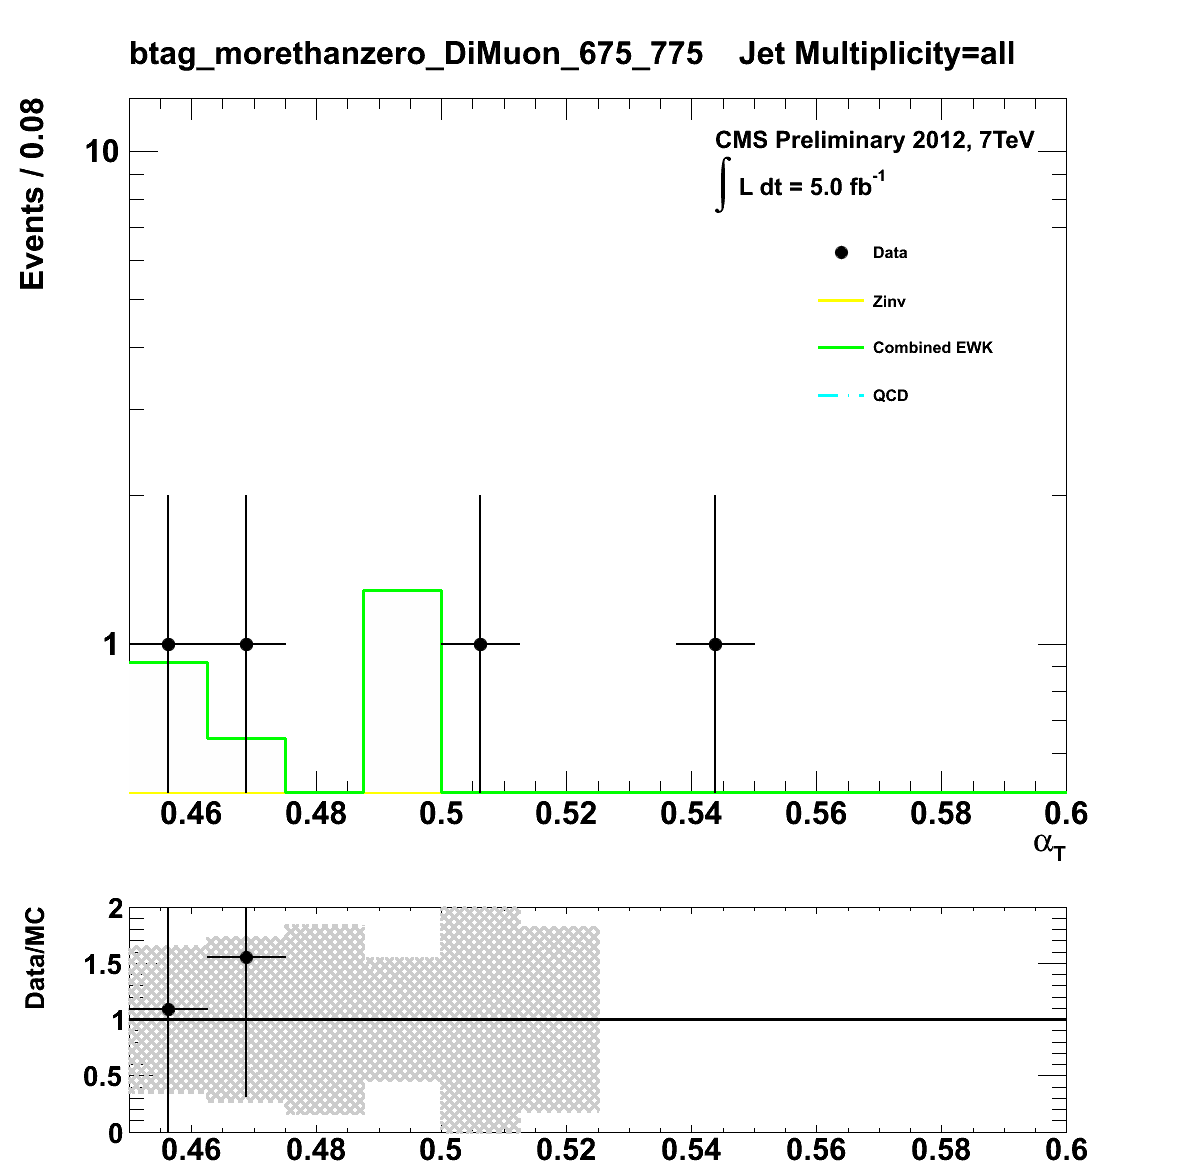 btag_morethanzero_DiMuon_675_775 Jet Multiplicity=all
Events / 0.08
10
1
CMS Preliminary 2012, 7TeV
∫ L dt = 5.0 fb⁻¹
Data
Zinv
Combined EWK
QCD
0.46 0.48 0.5 0.52 0.54 0.56 0.58 0.6
α_T
Data/MC
2
1.5
1
0.5
0
0.46 0.48 0.5 0.52 0.54 0.56 0.58 0.6